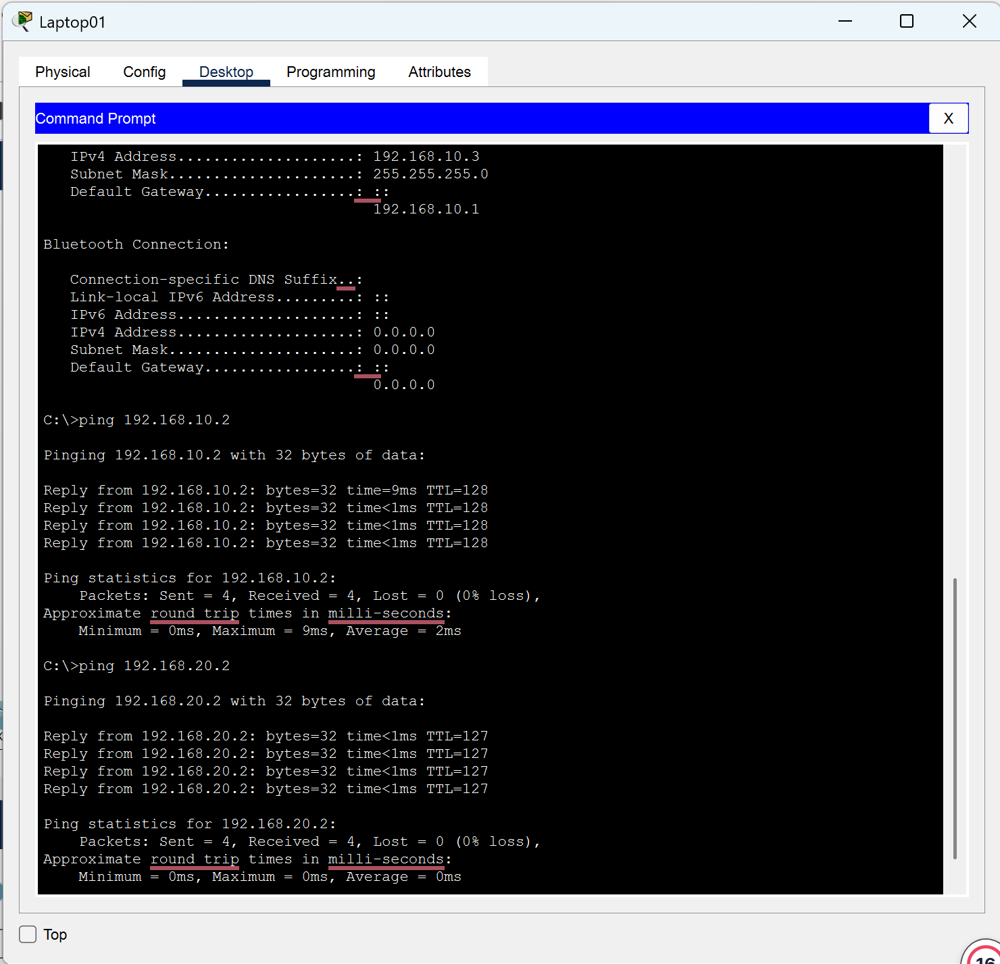 Laptop01
Physical Config Desktop Programming Attributes
Command Prompt X
IPv4 Address....................: 192.168.10.3
Subnet Mask.....................: 255.255.255.0
Default Gateway.................: ::
192.168.10.1
Bluetooth Connection:
Connection-specific DNS Suffix..:
Link-local IPv6 Address.........: ::
IPv6 Address....................: ::
IPv4 Address....................: 0.0.0.0
Subnet Mask.....................: 0.0.0.0
Default Gateway.................: ::
0.0.0.0
C:\>ping 192.168.10.2
Pinging 192.168.10.2 with 32 bytes of data:
Reply from 192.168.10.2: bytes=32 time=9ms TTL=128
Reply from 192.168.10.2: bytes=32 time<1ms TTL=128
Reply from 192.168.10.2: bytes=32 time<1ms TTL=128
Reply from 192.168.10.2: bytes=32 time<1ms TTL=128
Ping statistics for 192.168.10.2:
Packets: Sent = 4, Received = 4, Lost = 0 (0% loss),
Approximate round trip times in milli-seconds:
Minimum = 0ms, Maximum = 9ms, Average = 2ms
C:\>ping 192.168.20.2
Pinging 192.168.20.2 with 32 bytes of data:
Reply from 192.168.20.2: bytes=32 time<1ms TTL=127
Reply from 192.168.20.2: bytes=32 time<1ms TTL=127
Reply from 192.168.20.2: bytes=32 time<1ms TTL=127
Reply from 192.168.20.2: bytes=32 time<1ms TTL=127
Ping statistics for 192.168.20.2:
Packets: Sent = 4, Received = 4, Lost = 0 (0% loss),
Approximate round trip times in milli-seconds:
Minimum = 0ms, Maximum = 0ms, Average = 0ms
Top